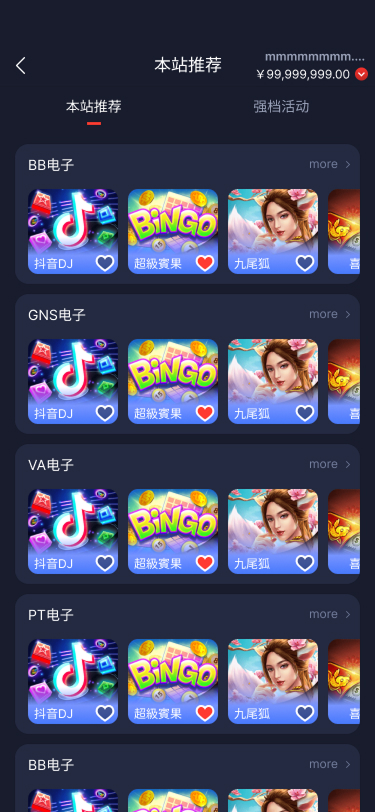 本站推荐
mmmmmmmm....
￥99,999,999.00
本站推荐
强档活动
BB电子
more
BINGO
抖音DJ
超級賓果
九尾狐
喜
GNS电子
more
BINGO
抖音DJ
超級賓果
九尾狐
喜
VA电子
more
BINGO
抖音DJ
超級賓果
九尾狐
喜
PT电子
more
BINGO
抖音DJ
超級賓果
九尾狐
喜
BB电子
more
BINGO